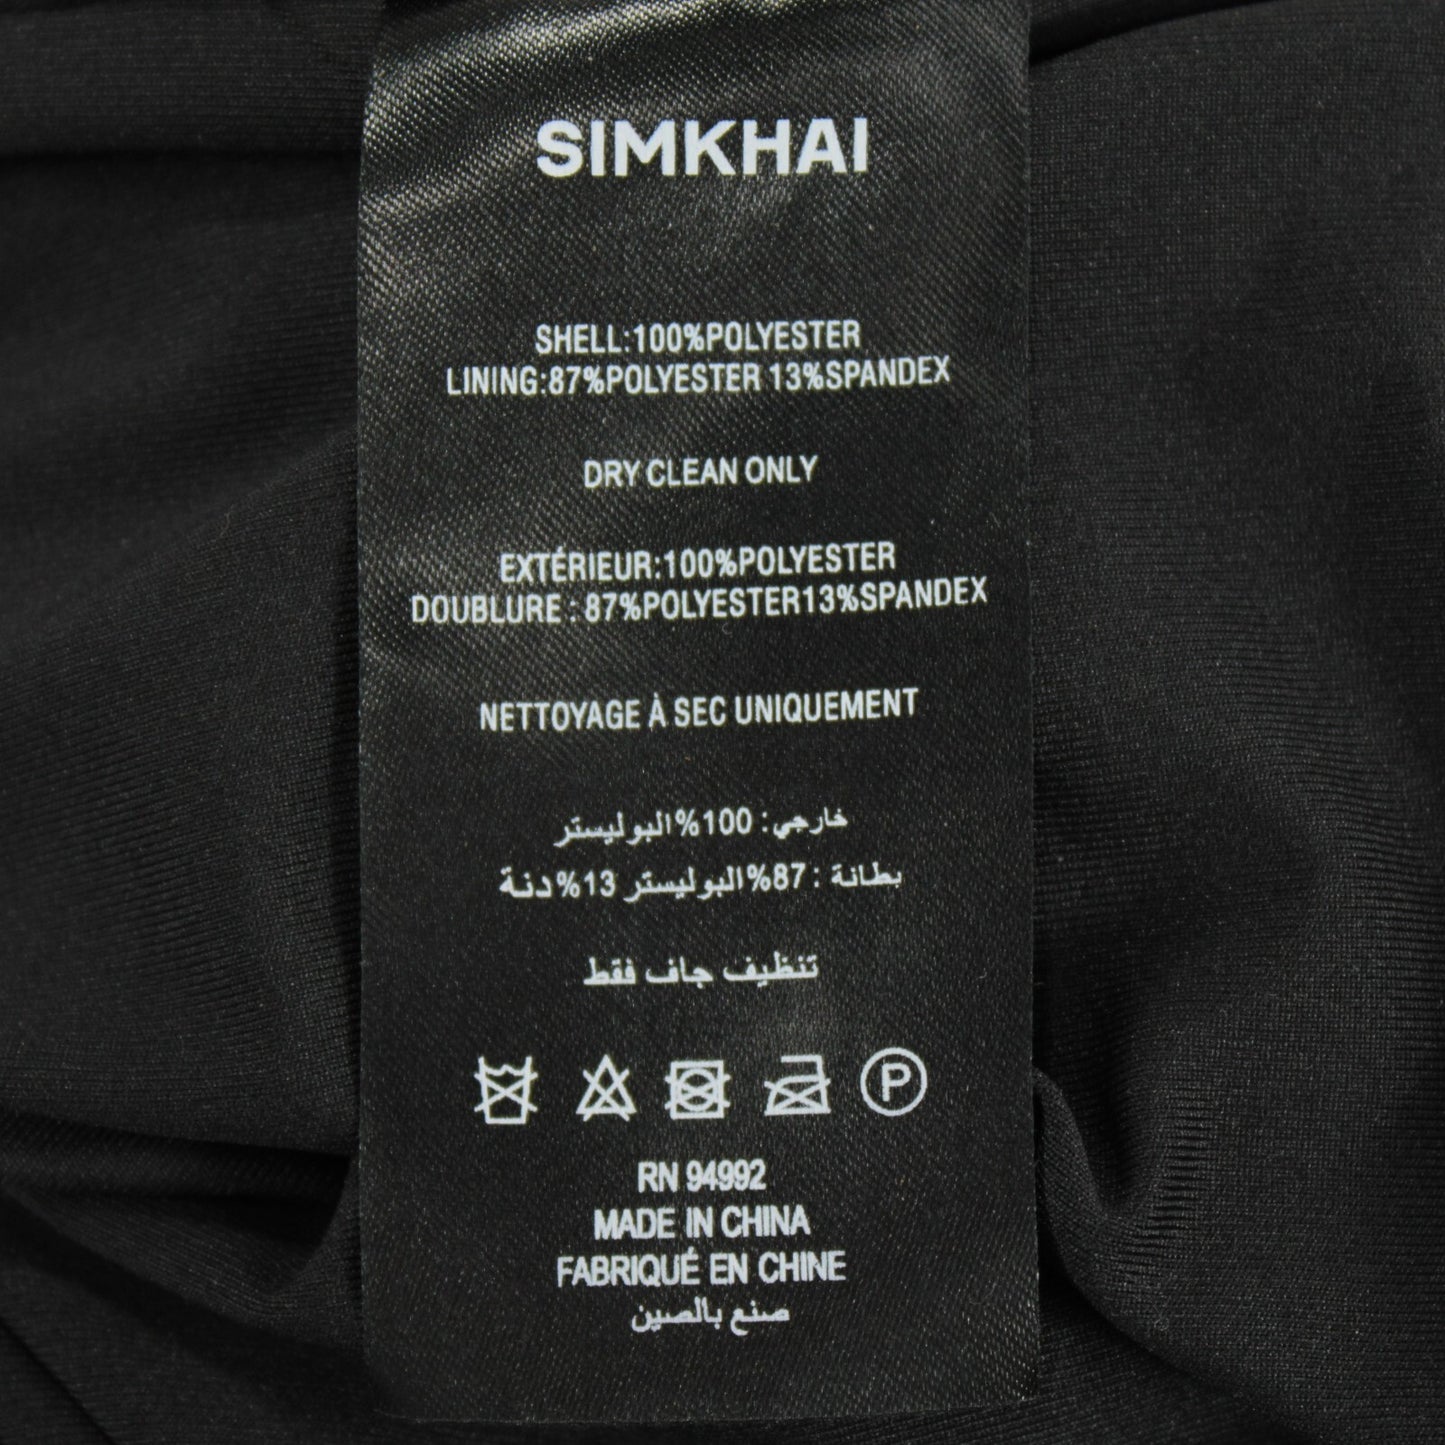 SIMKHAI
SHELL:100%POLYESTER
LINING:87%POLYESTER 13%SPANDEX
DRY CLEAN ONLY
EXTÉRIEUR:100%POLYESTER
DOUBLURE : 87%POLYESTER13%SPANDEX
NETTOYAGE À SEC UNIQUEMENT
خارجي: 100%البوليستر
بطانة : 87%البوليستر 13%دنة
تنظيف جاف فقط
P
RN 94992
MADE IN CHINA
FABRIQUÉ EN CHINE
صنع بالصين